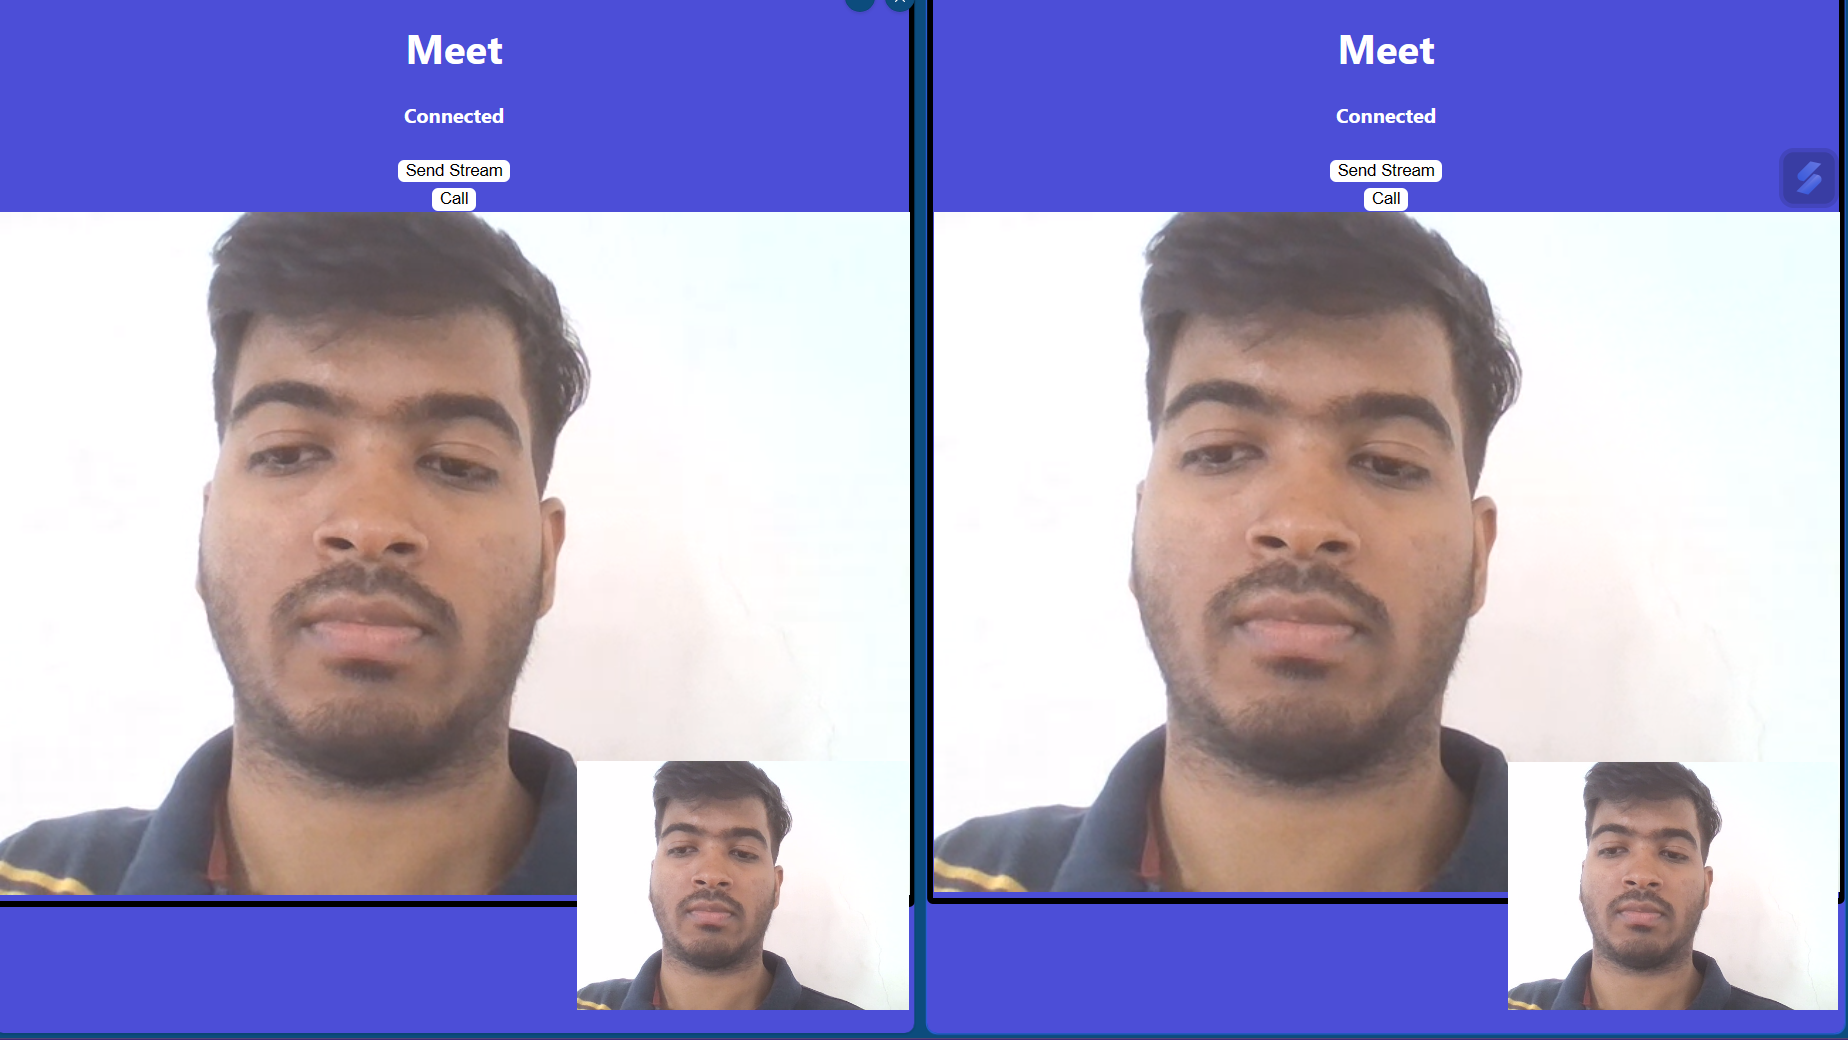 Meet
Connected
Send Stream
Call
Meet
Connected
Send Stream
Call